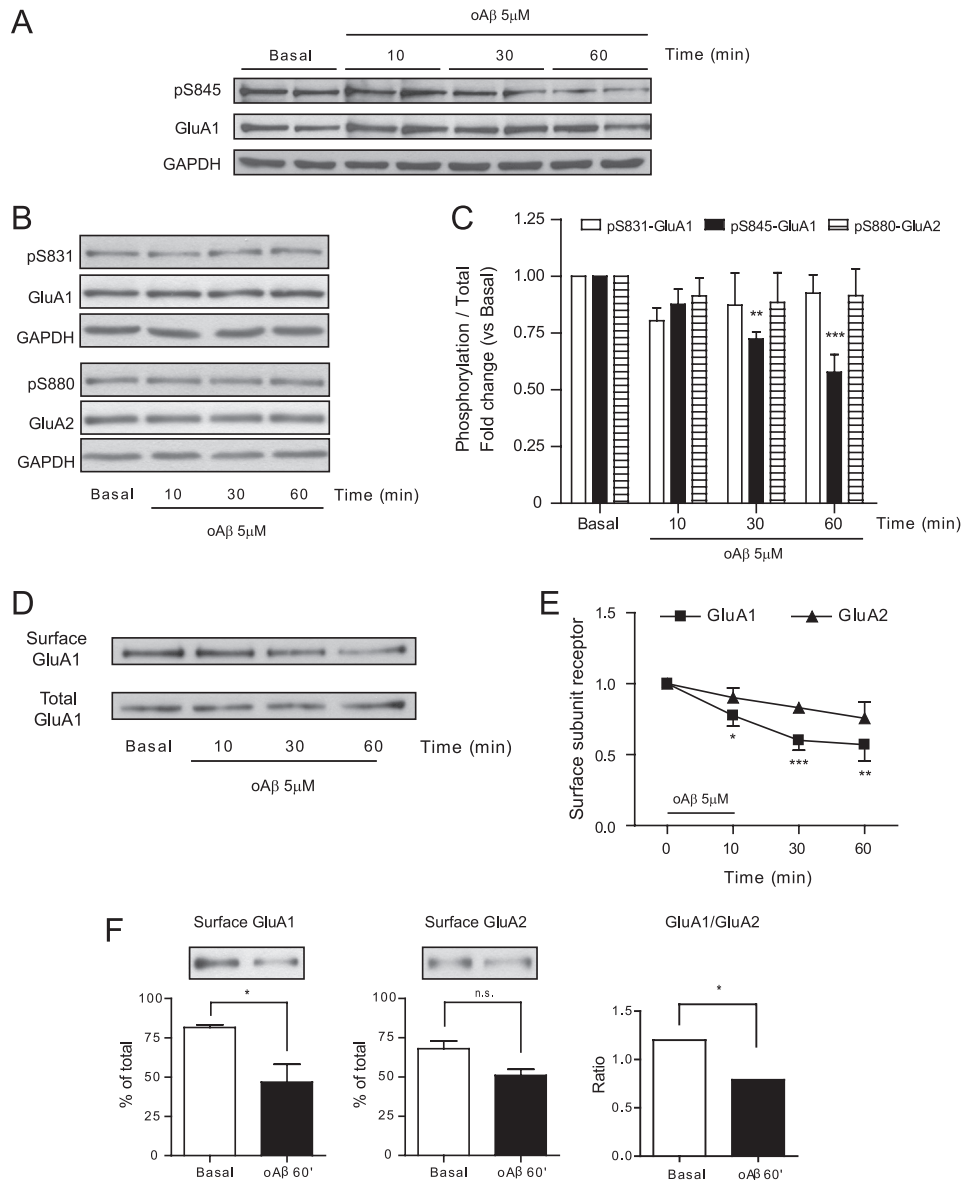 A
oAβ 5μM
Basal 10 30 60 Time (min)
pS845
GluA1
GAPDH
B
pS831
GluA1
GAPDH
pS880
GluA2
GAPDH
Basal 10 30 60 Time (min)
oAβ 5μM
C
pS831-GluA1 pS845-GluA1 pS880-GluA2
Phosphorylation / Total
Fold change (vs Basal)
1.25
1.00
0.75
0.50
0.25
0
**
***
Basal 10 30 60 Time (min)
oAβ 5μM
D
Surface
GluA1
Total
GluA1
Basal 10 30 60 Time (min)
oAβ 5μM
E
GluA1 GluA2
Surface subunit receptor
1.5
1.0
0.5
0.0
*
***
**
oAβ 5μM
0 10 30 60
Time (min)
F
Surface GluA1
% of total
100
75
50
25
0
*
Basal oAβ 60'
Surface GluA2
% of total
100
75
50
25
0
n.s.
Basal oAβ 60'
GluA1/GluA2
Ratio
1.5
1.0
0.5
0.0
*
Basal oAβ 60'